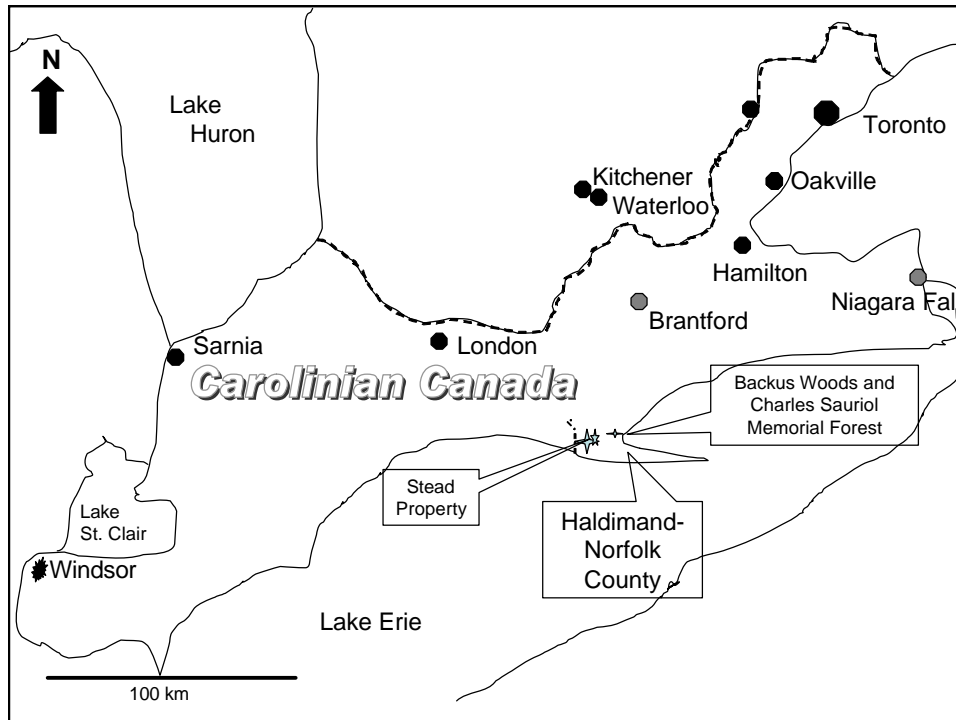 N
Lake
Huron
Toronto
Kitchener
Waterloo
Oakville
Hamilton
Niagara Fal
Brantford
Sarnia
London
Carolinian Canada
Backus Woods and
Charles Sauriol
Memorial Forest
Stead
Property
Haldimand-
Norfolk
County
Lake
St. Clair
Windsor
Lake Erie
100 km